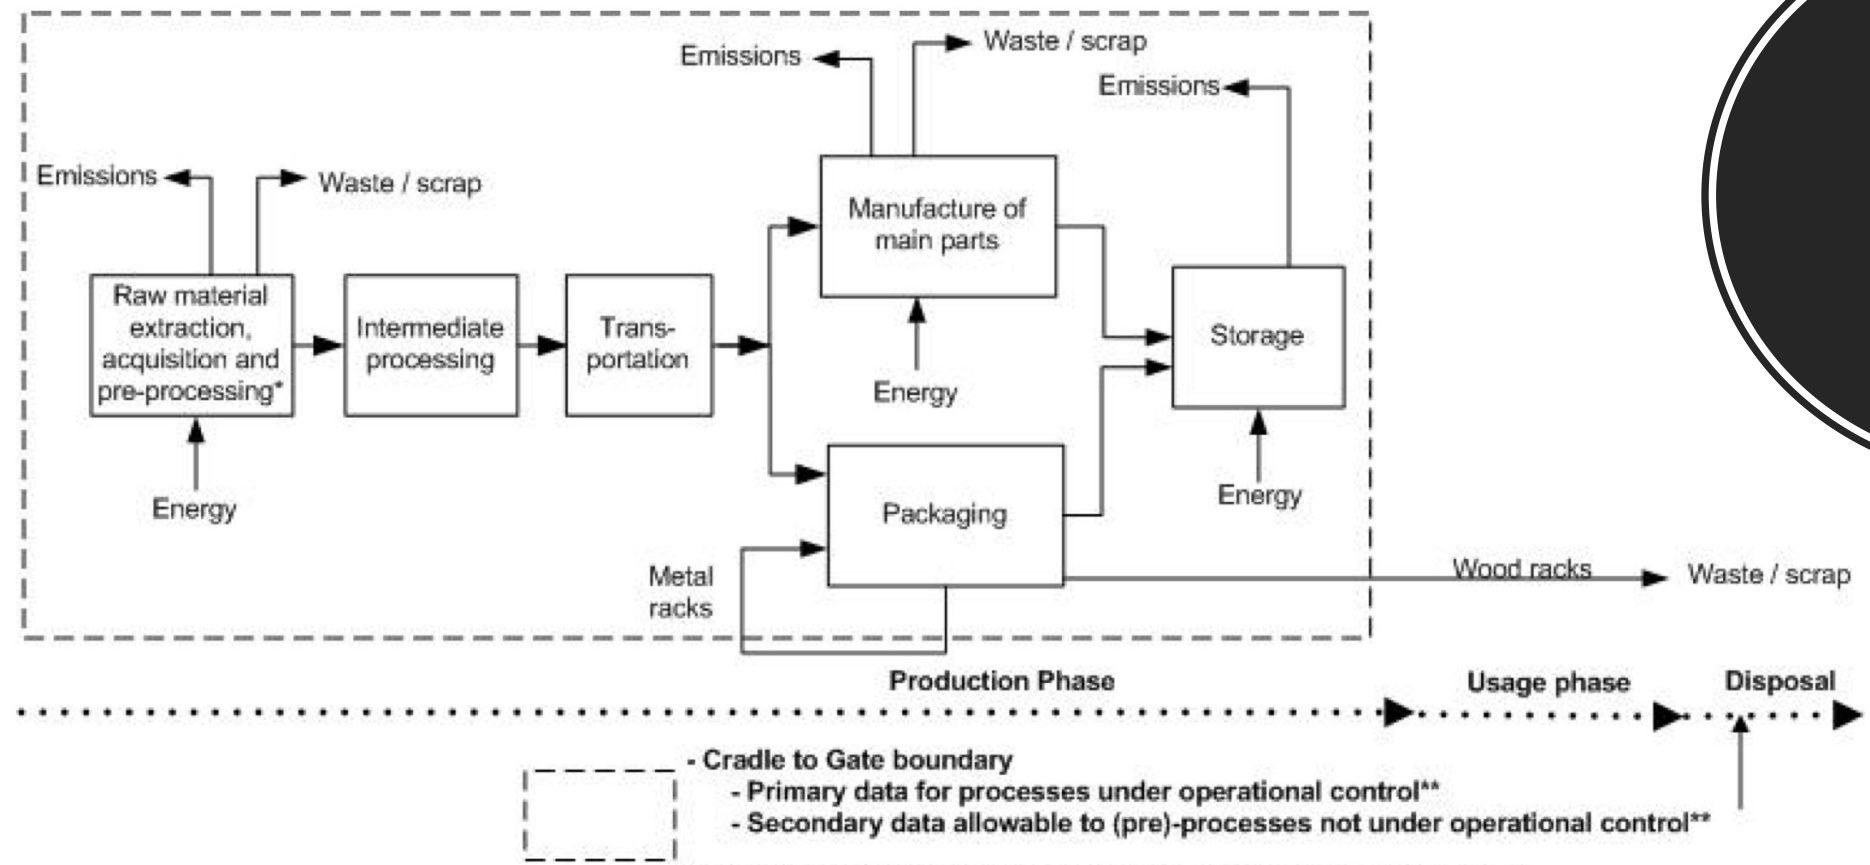 Emissions
Waste / scrap
Emissions
Emissions
Waste / scrap
Manufacture of
main parts
Raw material
extraction,
acquisition and
pre-processing*
Intermediate
processing
Trans-
portation
Storage
Energy
Energy
Energy
Packaging
Metal
racks
Wood racks
Waste / scrap
Production Phase
Usage phase
Disposal
- Cradle to Gate boundary
- Primary data for processes under operational control**
- Secondary data allowable to (pre)-processes not under operational control**